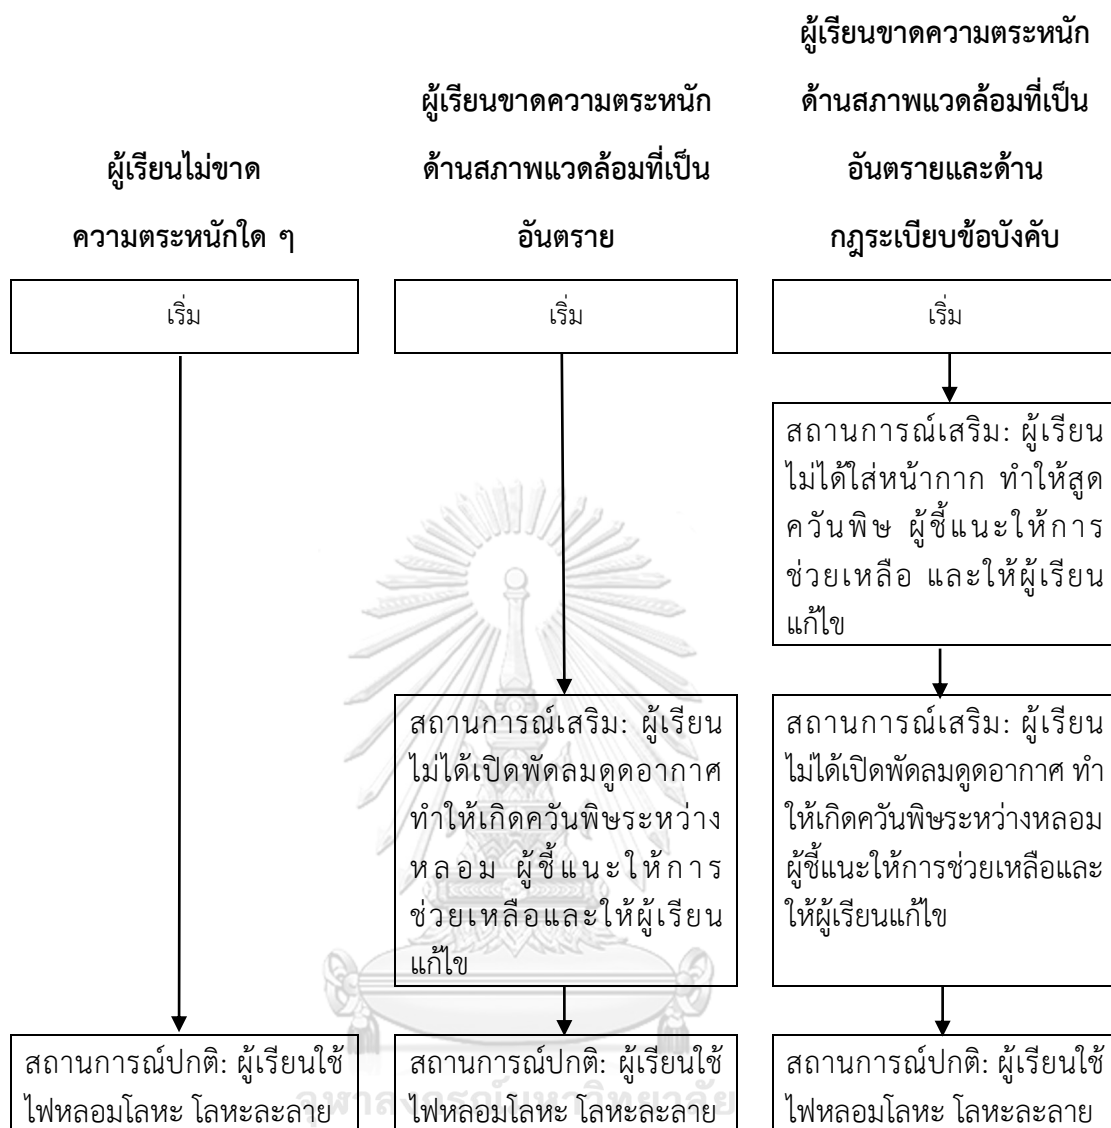 ผู้เรียนไม่ขาด
ความตระหนักใด ๆ
ผู้เรียนขาดความตระหนัก
ด้านสภาพแวดล้อมที่เป็น
อันตราย
ผู้เรียนขาดความตระหนัก
ด้านสภาพแวดล้อมที่เป็น
อันตรายและด้าน
กฎระเบียบข้อบังคับ
เริ่ม
เริ่ม
เริ่ม
สถานการณ์เสริม: ผู้เรียน
ไม่ได้ใส่หน้ากาก ทำให้สูด
ควันพิษ ผู้ชี้แนะให้การ
ช่วยเหลือ และให้ผู้เรียน
แก้ไข
สถานการณ์เสริม: ผู้เรียน
ไม่ได้เปิดพัดลมดูดอากาศ
ทำให้เกิดควันพิษระหว่าง
หลอม ผู้ชี้แนะให้การ
ช่วยเหลือและให้ผู้เรียน
แก้ไข
สถานการณ์เสริม: ผู้เรียน
ไม่ได้เปิดพัดลมดูดอากาศ ทำ
ให้เกิดควันพิษระหว่างหลอม
ผู้ชี้แนะให้การช่วยเหลือและ
ให้ผู้เรียนแก้ไข
สถานการณ์ปกติ: ผู้เรียนใช้
ไฟหลอมโลหะ โลหะละลาย
สถานการณ์ปกติ: ผู้เรียนใช้
ไฟหลอมโลหะ โลหะละลาย
สถานการณ์ปกติ: ผู้เรียนใช้
ไฟหลอมโลหะ โลหะละลาย
จุฬาลงกรณ์มหาวิทยาลัย